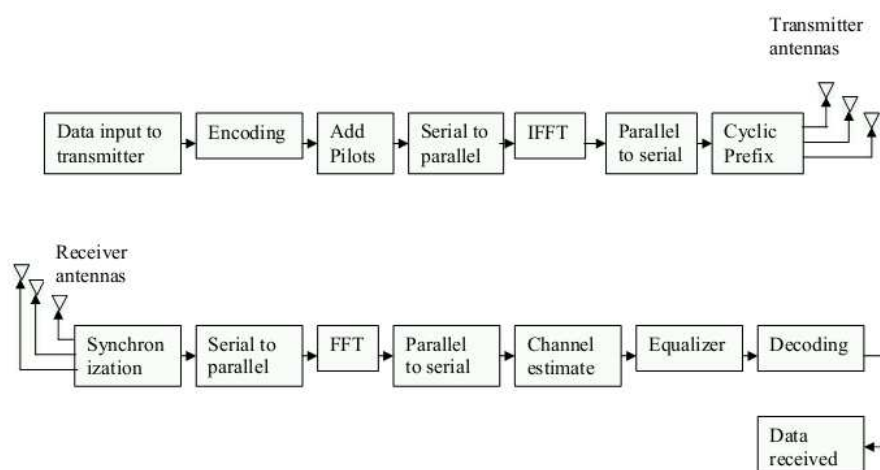 Transmitter
antennas
Data input to
transmitter
Encoding
Add
Pilots
Serial to
parallel
IFFT
Parallel
to serial
Cyclic
Prefix
Receiver
antennas
Synchron
ization
Serial to
parallel
FFT
Parallel
to serial
Channel
estimate
Equalizer
Decoding
Data
received